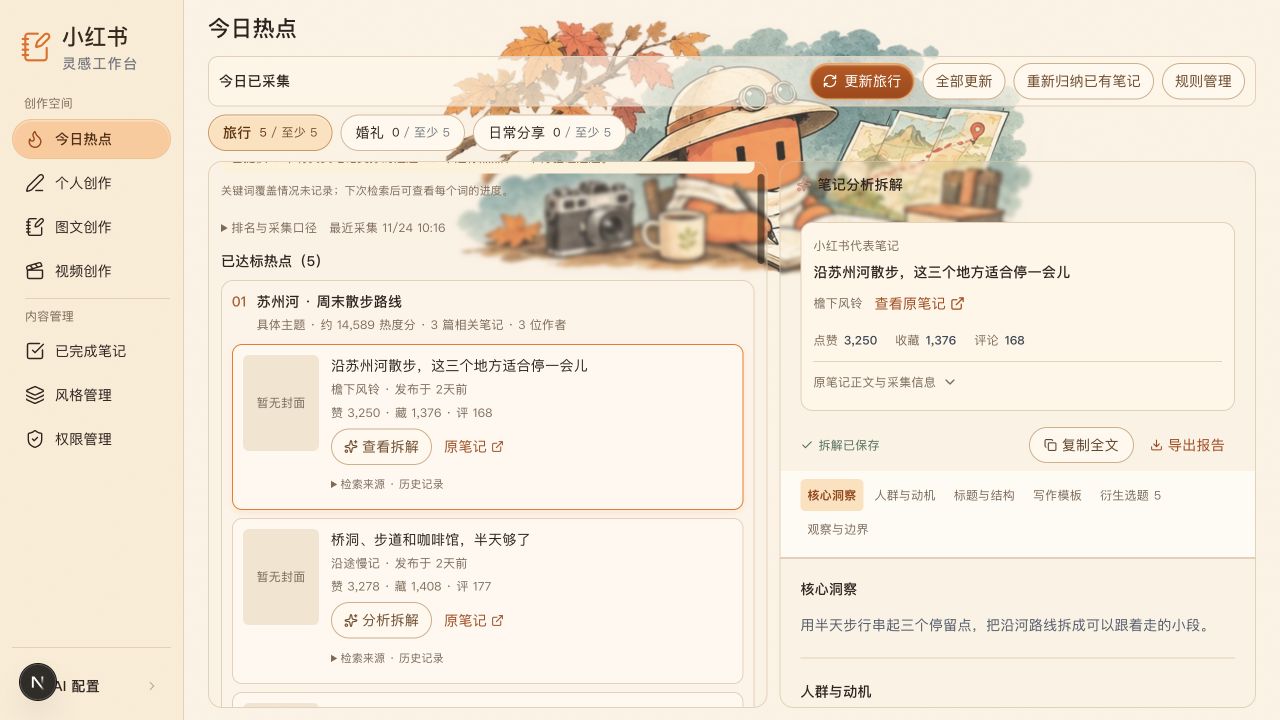 小红书
灵感工作台
创作空间
今日热点
个人创作
图文创作
视频创作
内容管理
已完成笔记
风格管理
权限管理
N
AI 配置
今日热点
今日已采集
更新旅行
全部更新
重新归纳已有笔记
规则管理
旅行 5 / 至少 5
婚礼 0 / 至少 5
日常分享 0 / 至少 5
关键词覆盖情况未记录；下次检索后可查看每个词的进度。
排名与采集口径 最近采集 11/24 10:16
已达标热点（5）
01 苏州河 · 周末散步路线
具体主题 · 约 14,589 热度分 · 3 篇相关笔记 · 3 位作者
暂无封面
沿苏州河散步，这三个地方适合停一会儿
檐下风铃 · 发布于 2天前
赞 3,250 · 藏 1,376 · 评 168
查看拆解 原笔记
检索来源 · 历史记录
暂无封面
桥洞、步道和咖啡馆，半天够了
沿途慢记 · 发布于 2天前
赞 3,278 · 藏 1,408 · 评 177
分析拆解 原笔记
检索来源 · 历史记录
笔记分析拆解
小红书代表笔记
沿苏州河散步，这三个地方适合停一会儿
檐下风铃 查看原笔记
点赞 3,250 收藏 1,376 评论 168
原笔记正文与采集信息
拆解已保存
复制全文
导出报告
核心洞察 人群与动机 标题与结构 写作模板 衍生选题 5
观察与边界
核心洞察
用半天步行串起三个停留点，把沿河路线拆成可以跟着走的小段。
人群与动机